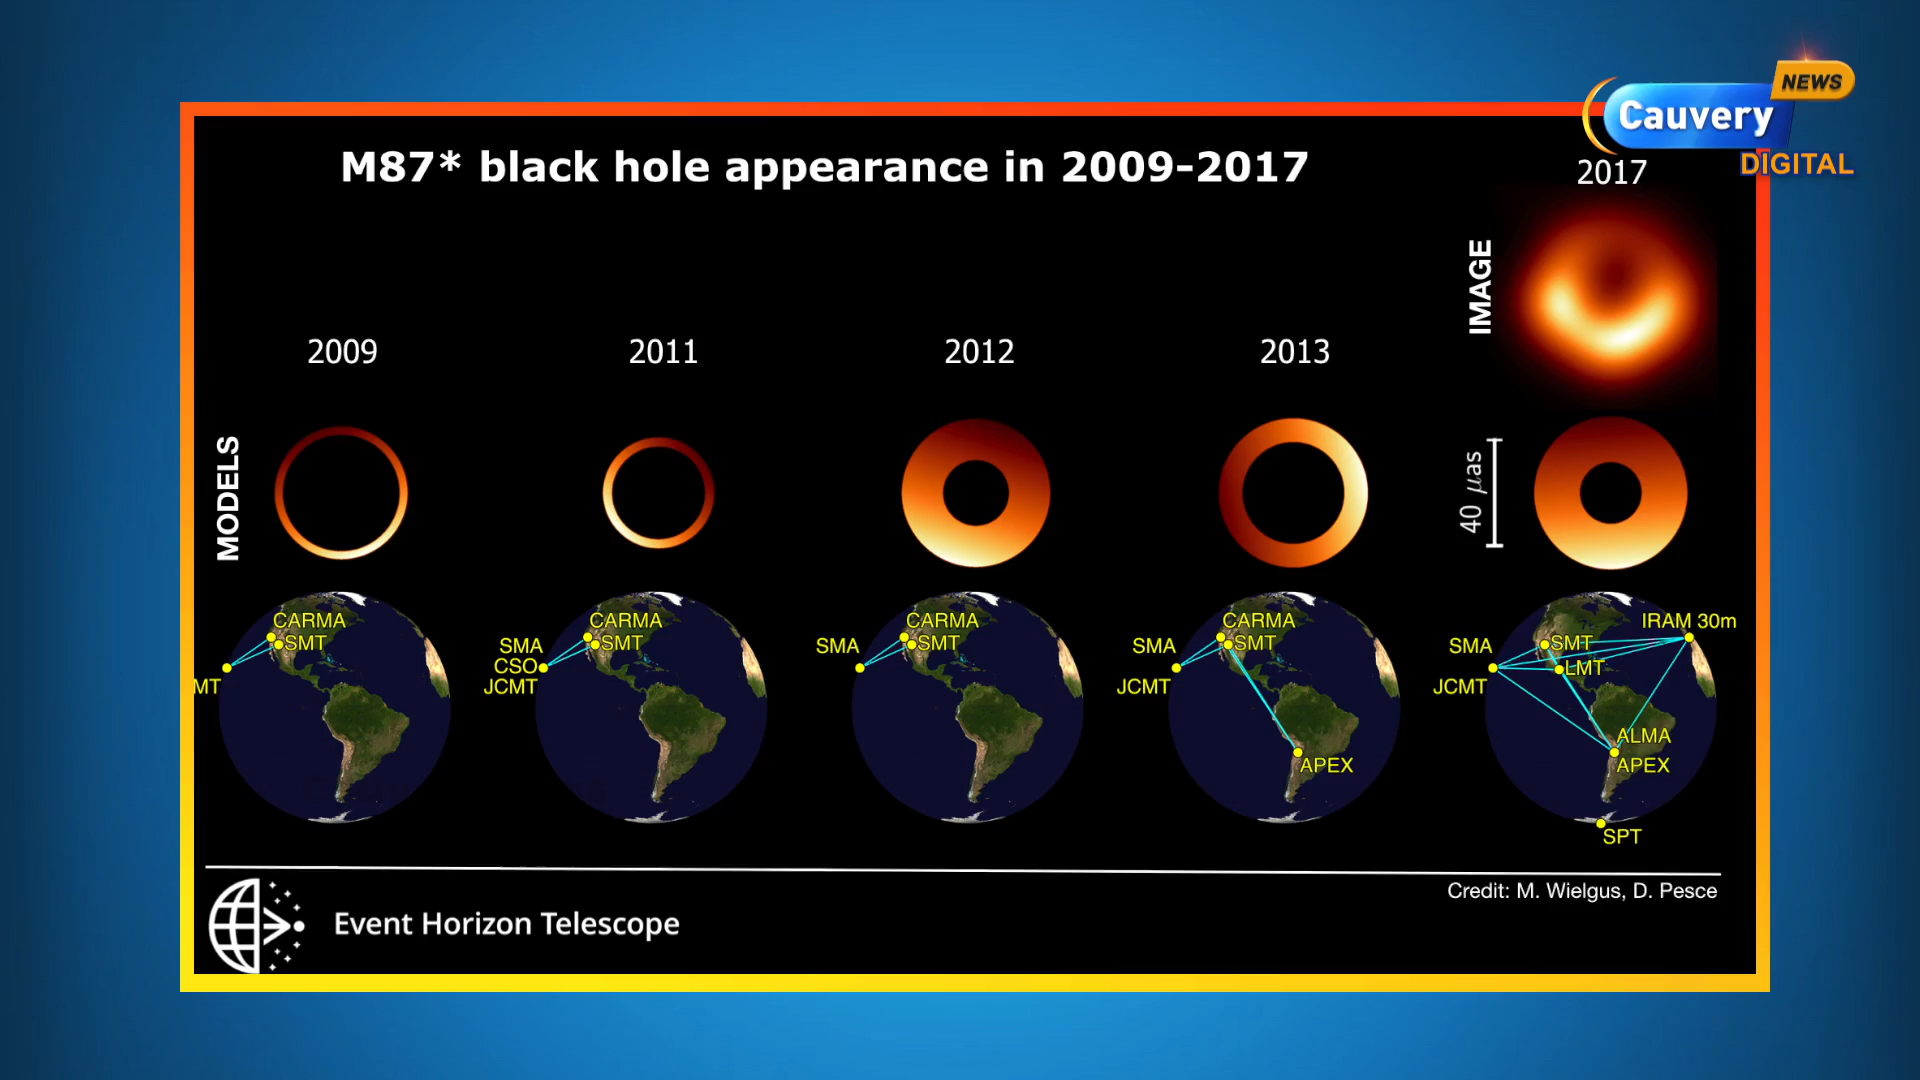 NEWS
Cauvery
DIGITAL
M87* black hole appearance in 2009-2017
2017
IMAGE
2009
2011
2012
2013
MODELS
40 μas
CARMA
SMT
MT
CARMA
SMT
SMA
CSO
JCMT
CARMA
SMT
SMA
CARMA
SMT
SMA
JCMT
APEX
IRAM 30m
SMT
SMA
LMT
JCMT
ALMA
APEX
SPT
Credit: M. Wielgus, D. Pesce
Event Horizon Telescope